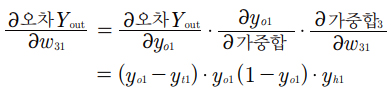 ∂오차Y_out / ∂w_31 = ∂오차Y_out / ∂y_o1 · ∂y_o1 / ∂가중합 · ∂가중합_3 / ∂w_31
= (y_o1 − y_t1) · y_o1 (1 − y_o1) · y_h1